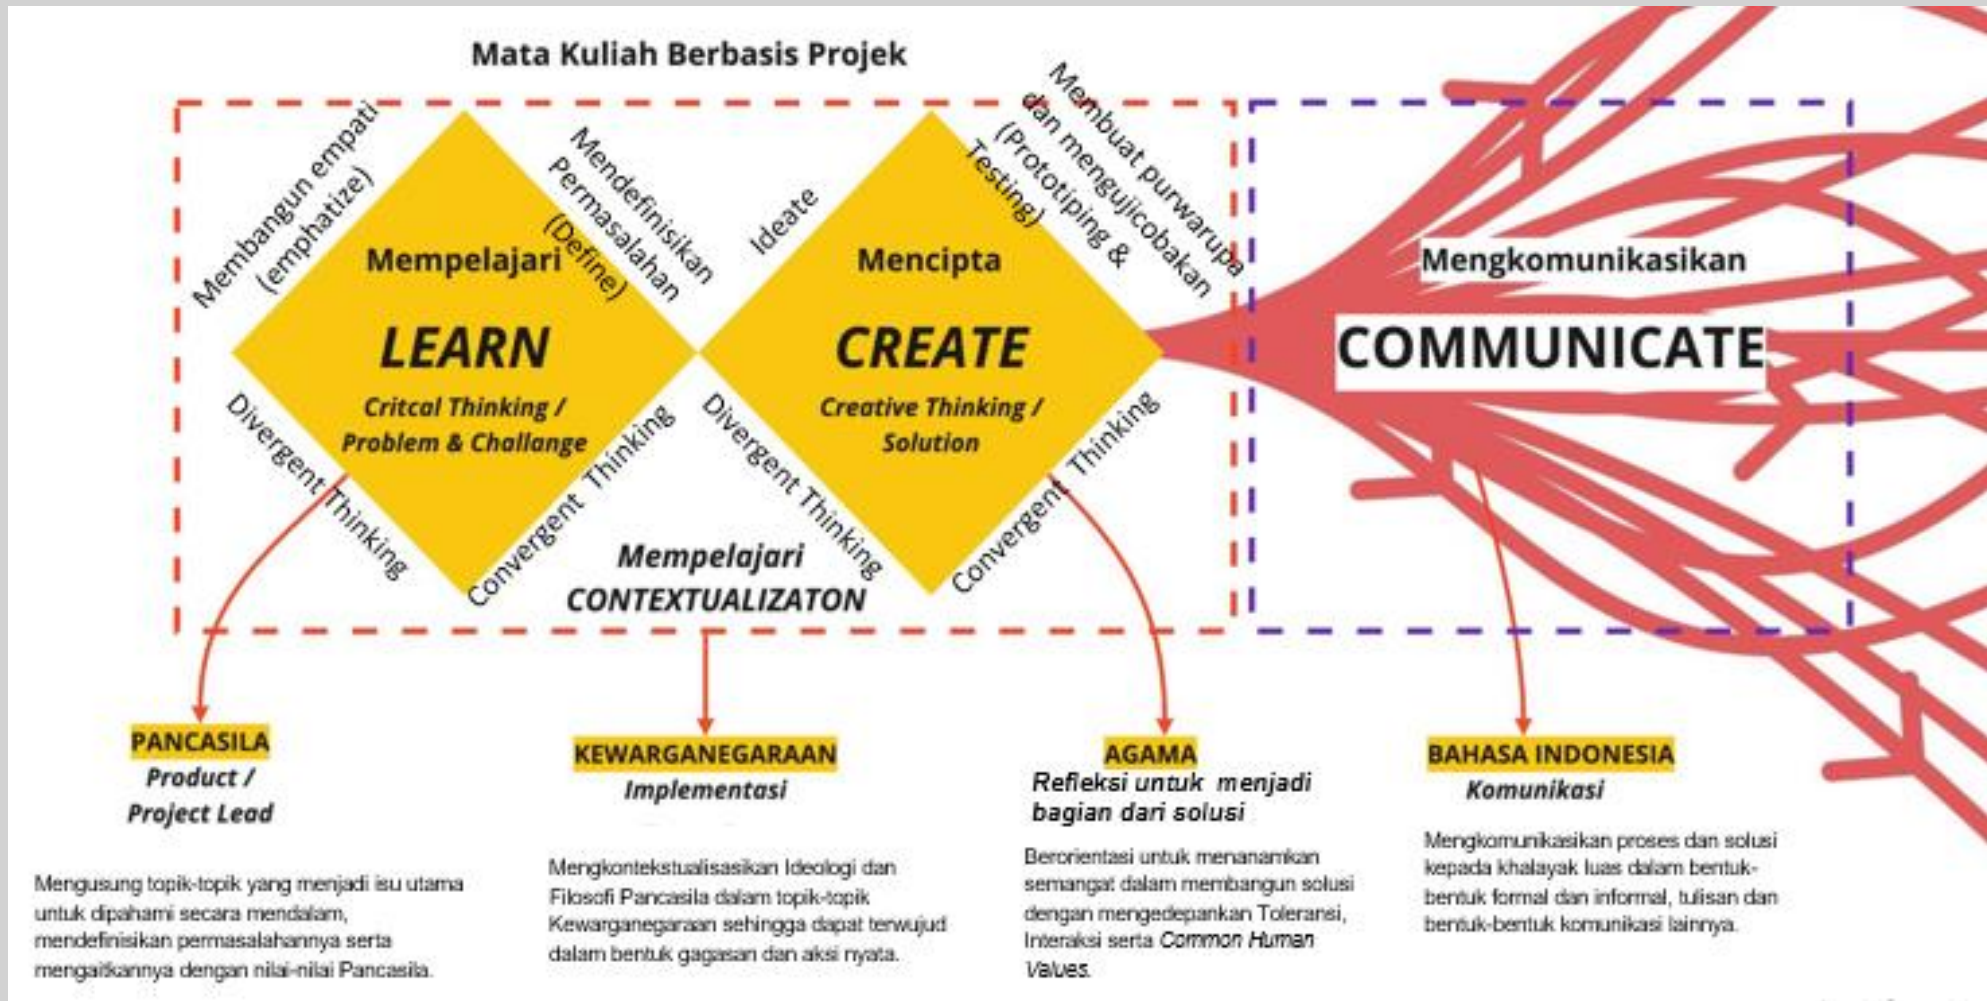 Mata Kuliah Berbasis Projek
Membangun empati
(emphatize)
Mendefinisikan
Permasalahan
(Define)
Mempelajari
LEARN
Critcal Thinking /
Problem & Challange
Divergent Thinking
Convergent Thinking
Ideate
Membuat purwarupa
dan mengujicobakan
(Prototiping &
Testing)
Mencipta
CREATE
Creative Thinking /
Solution
Divergent Thinking
Convergent Thinking
Mempelajari
CONTEXTUALIZATON
Mengkomunikasikan
COMMUNICATE
PANCASILA
Product /
Project Lead
Mengusung topik-topik yang menjadi isu utama
untuk dipahami secara mendalam,
mendefinisikan permasalahannya serta
mengaitkannya dengan nilai-nilai Pancasila.
KEWARGANEGARAAN
Implementasi
Mengkontekstualisasikan Ideologi dan
Filosofi Pancasila dalam topik-topik
Kewarganegaraan sehingga dapat terwujud
dalam bentuk gagasan dan aksi nyata.
AGAMA
Refleksi untuk menjadi
bagian dari solusi
Berorientasi untuk menanamkan
semangat dalam membangun solusi
dengan mengedepankan Toleransi,
Interaksi serta Common Human
Values.
BAHASA INDONESIA
Komunikasi
Mengkomunikasikan proses dan solusi
kepada khalayak luas dalam bentuk-
bentuk formal dan informal, tulisan dan
bentuk-bentuk komunikasi lainnya.